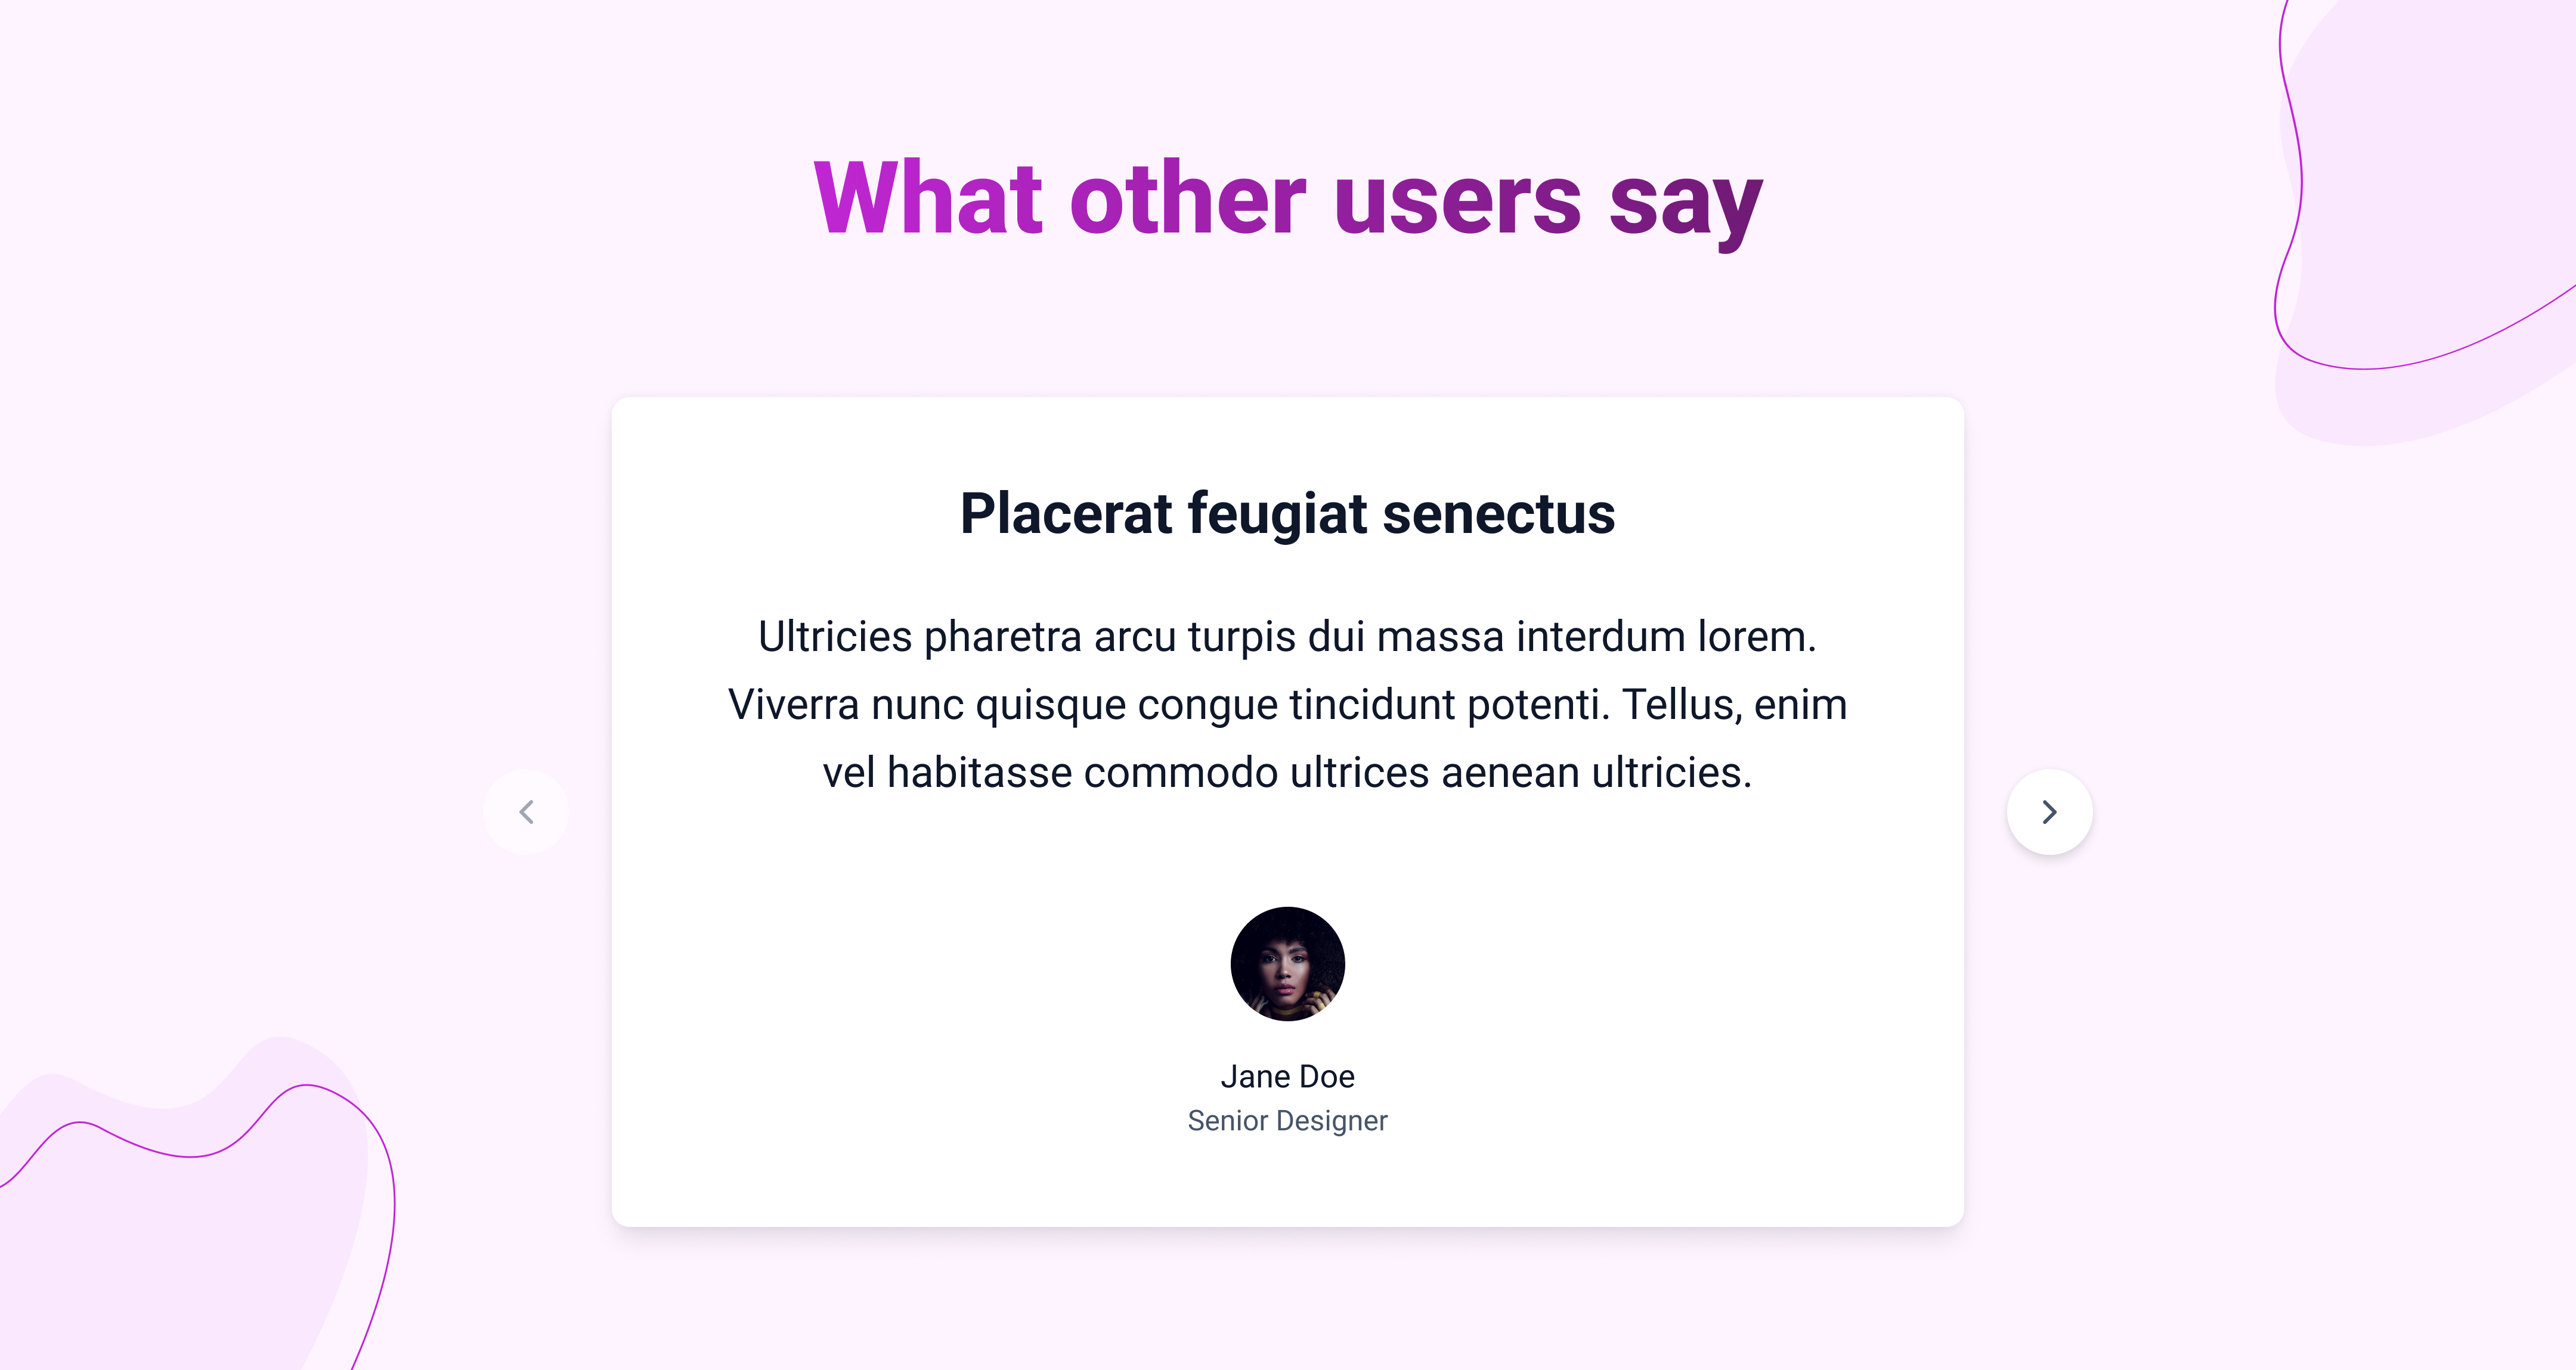 What other users say
Placerat feugiat senectus
Ultricies pharetra arcu turpis dui massa interdum lorem.
Viverra nunc quisque congue tincidunt potenti. Tellus, enim
vel habitasse commodo ultrices aenean ultricies.
Jane Doe
Senior Designer